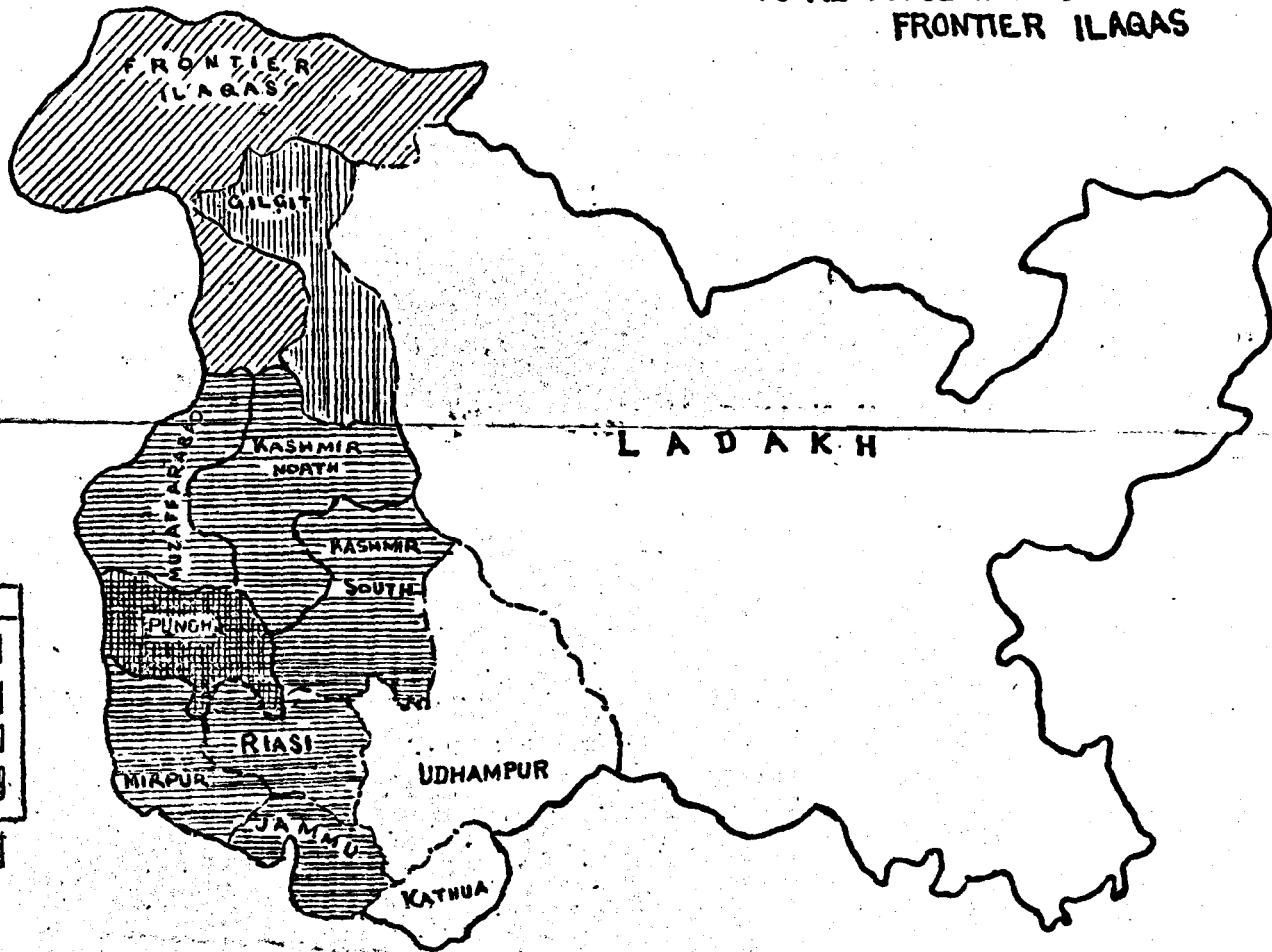 FRONTIER ILAQAS
FRONTIER
ILAQAS
GILGIT
LADAKH
MUZAFFARABAD
KASHMIR
NORTH
KASHMIR
SOUTH
PUNCH
RIASI
MIRPUR
UDHAMPUR
JAMMU
KATHUA